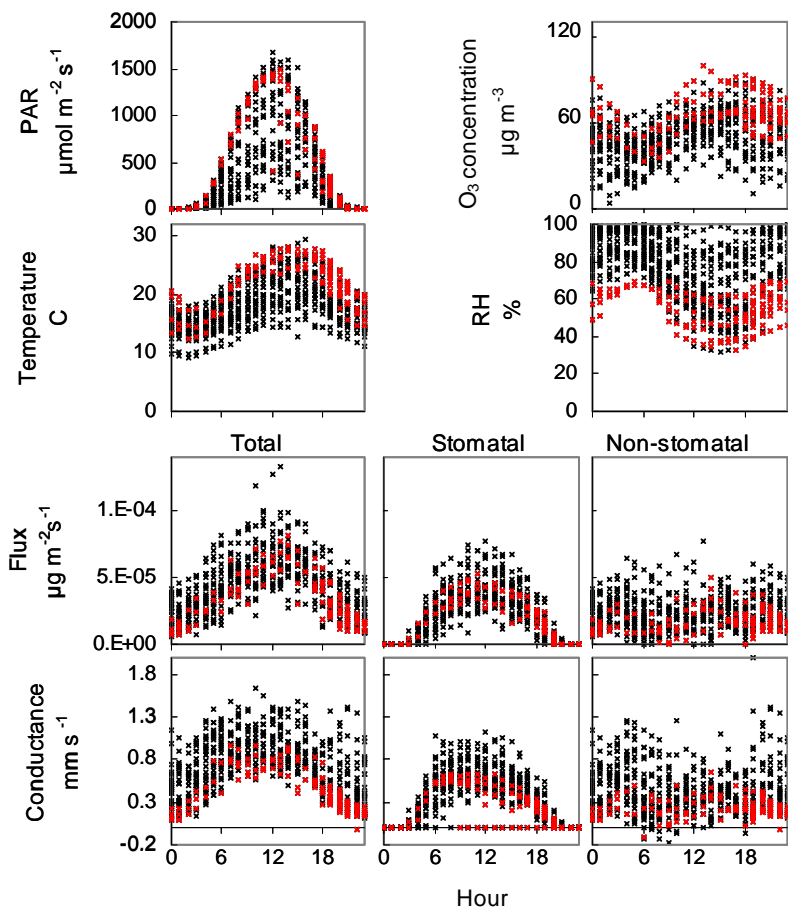 PAR
µmol m-2 s-1
2000
1500
1000
500
0
O3 concentration
µg m-3
120
60
0
Temperature
C
30
20
10
0
RH
%
100
80
60
40
20
0
Total
Stomatal
Non-stomatal
Flux
µg m-2s-1
1.E-04
5.E-05
0.E+00
Conductance
mm s-1
1.8
1.3
0.8
0.3
-0.2
0 6 12 18
0 6 12 18
0 6 12 18
Hour